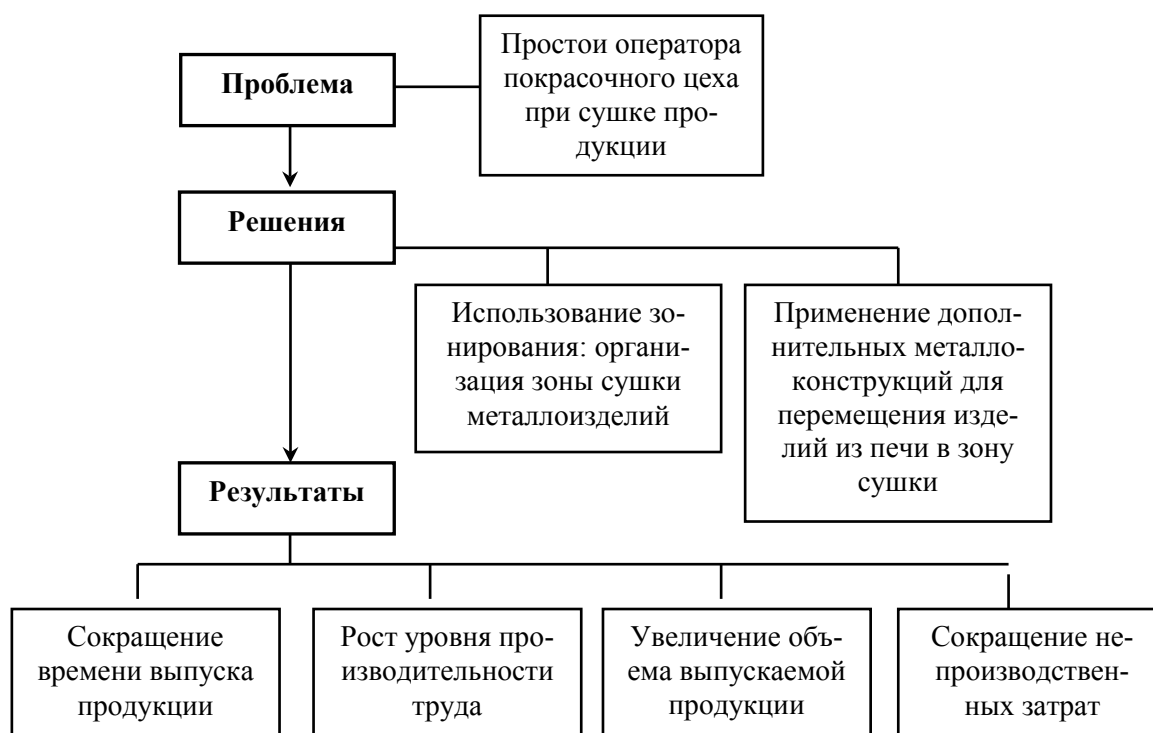 Проблема
Простои оператора
покрасочного цеха
при сушке про-
дукции
Решения
Использование зо-
нирования: органи-
зация зоны сушки
металлоизделий
Применение допол-
нительных металло-
конструкций для
перемещения изде-
лий из печи в зону
сушки
Результаты
Сокращение
времени выпуска
продукции
Рост уровня про-
изводительности
труда
Увеличение объ-
ема выпускаемой
продукции
Сокращение не-
производствен-
ных затрат